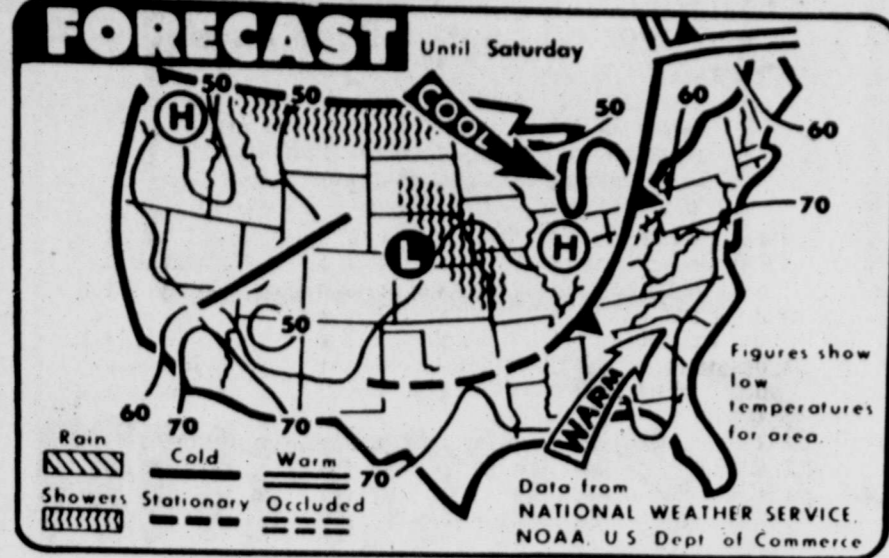 FORECAST Until Saturday
50 50 COOL 50 60
H
60
70
L H
50
Figures show
low
temperatures
for area.
WARM
60 70 70
Rain Cold Warm 70
Showers Stationary Occluded
Data from
NATIONAL WEATHER SERVICE,
NOAA, U S Dept of Commerce